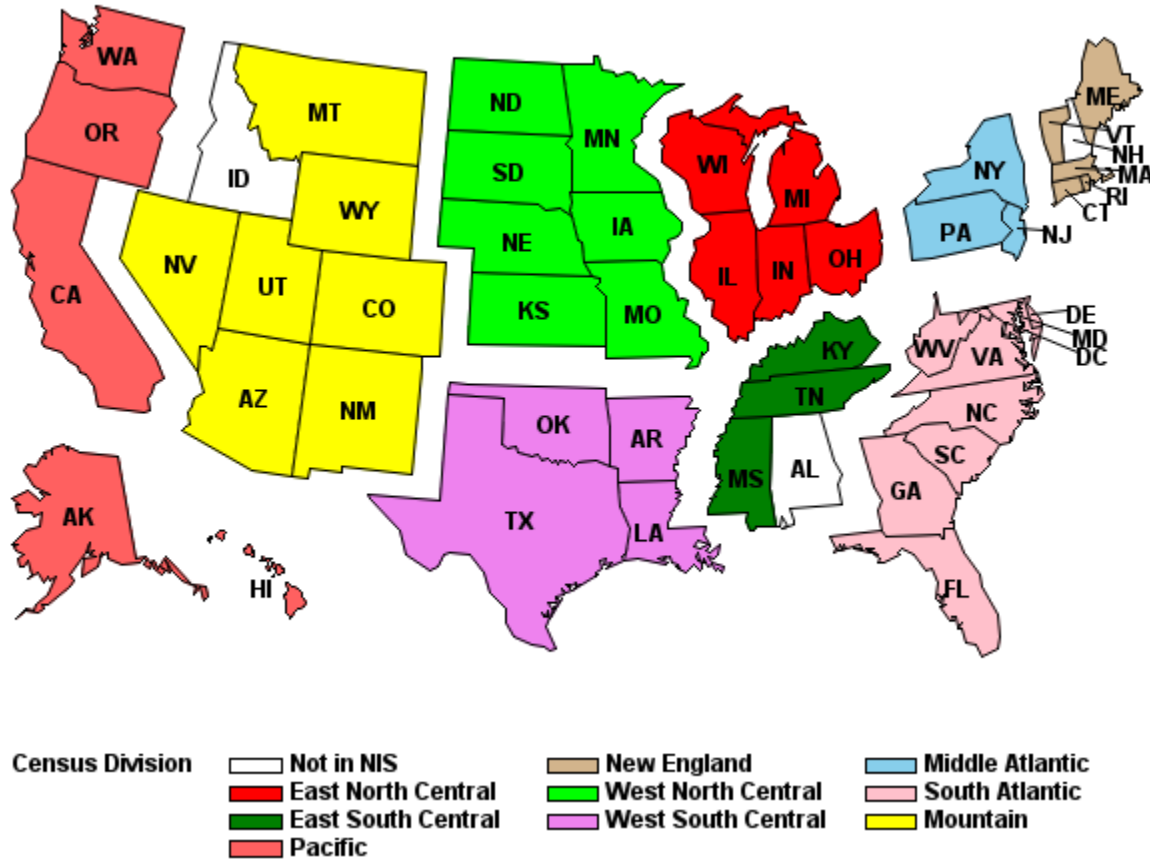 WA
MT
ND
MN
ME
OR
VT
NH
ID
SD
WI
NY
MA
MI
RI
WY
CT
IA
NE
PA
NJ
NV
UT
OH
IL
IN
CA
CO
KS
MO
DE
KY
WV
VA
MD
DC
TN
AZ
NM
OK
AR
NC
SC
AL
MS
GA
AK
TX
LA
HI
FL
Census Division
Not in NIS
New England
Middle Atlantic
East North Central
West North Central
South Atlantic
East South Central
West South Central
Mountain
Pacific